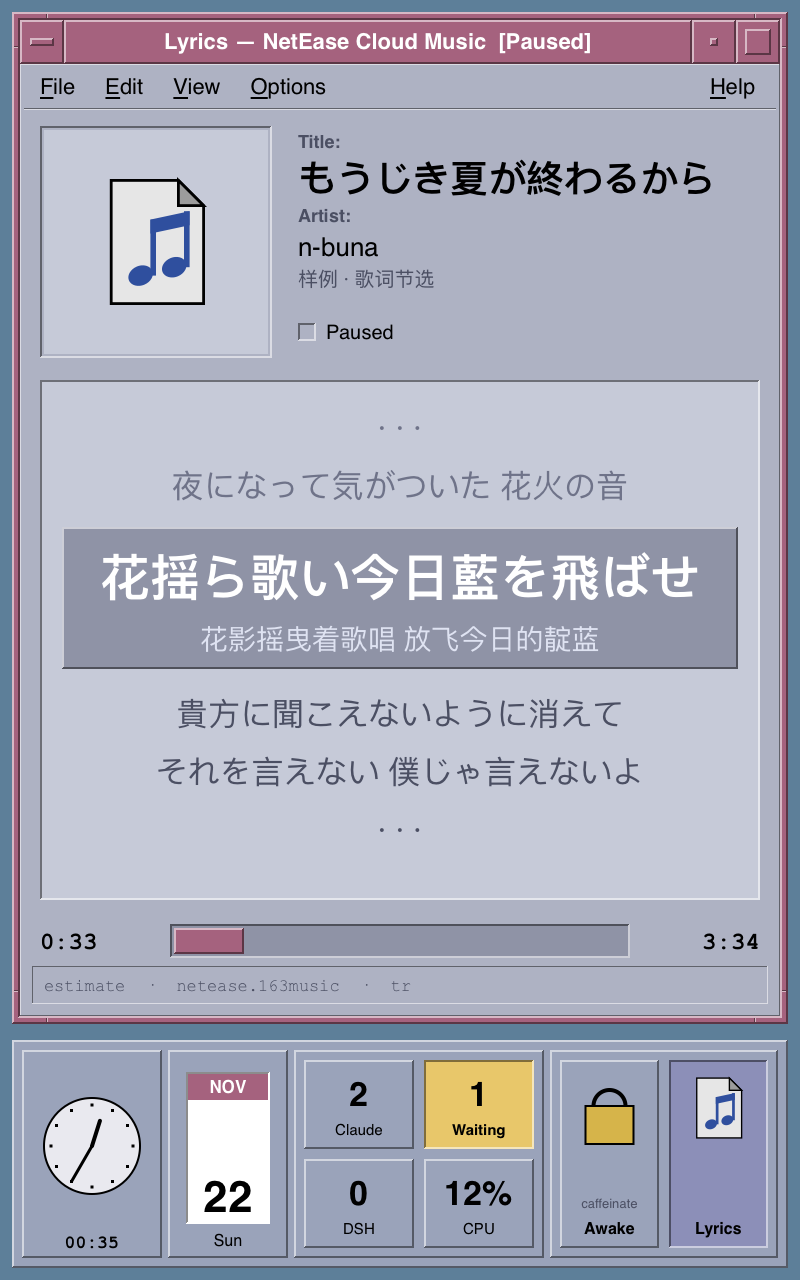 Lyrics — NetEase Cloud Music [Paused]
File Edit View Options Help
Title:
もうじき夏が終わるから
Artist:
n-buna
样例 · 歌词节选
Paused
· · ·
夜になって気がついた 花火の音
花揺ら歌い今日藍を飛ばせ
花影摇曳着歌唱 放飞今日的靛蓝
貴方に聞こえないように消えて
それを言えない 僕じゃ言えないよ
· · ·
0:33 3:34
estimate · netease.163music · tr
00:35
NOV
22
Sun
2
Claude
1
Waiting
0
DSH
12%
CPU
caffeinate
Awake
Lyrics